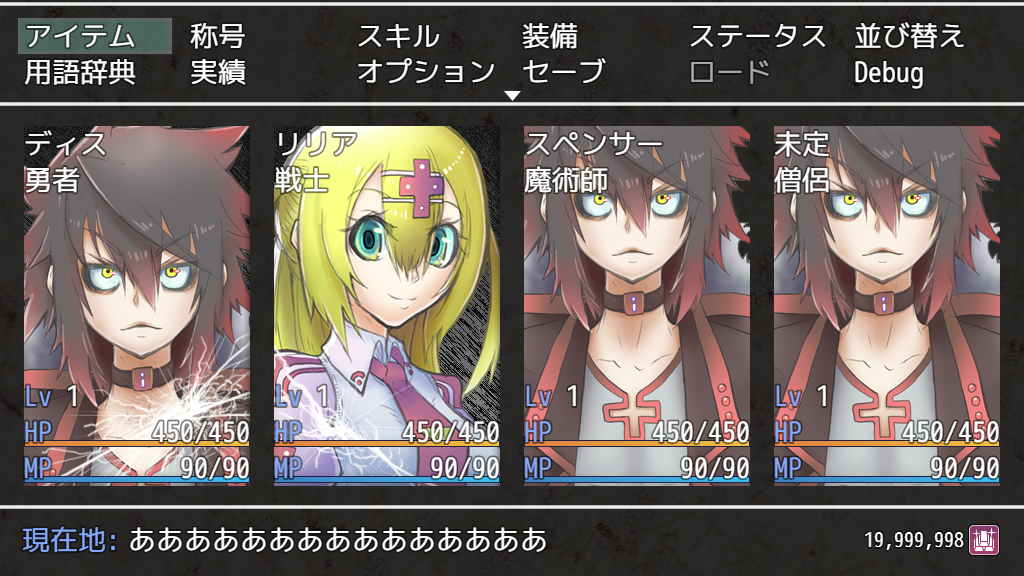 アイテム 称号 スキル 装備 ステータス 並び替え
用語辞典 実績 オプション セーブ ロード Debug
ディス リリア スペンサー 未定
勇者 戦士 魔術師 僧侶
Lv 1 Lv 1 Lv 1 Lv 1
HP 450/450 HP 450/450 HP 450/450 HP 450/450
MP 90/90 MP 90/90 MP 90/90 MP 90/90
現在地: あああああああああああああああ 19,999,998